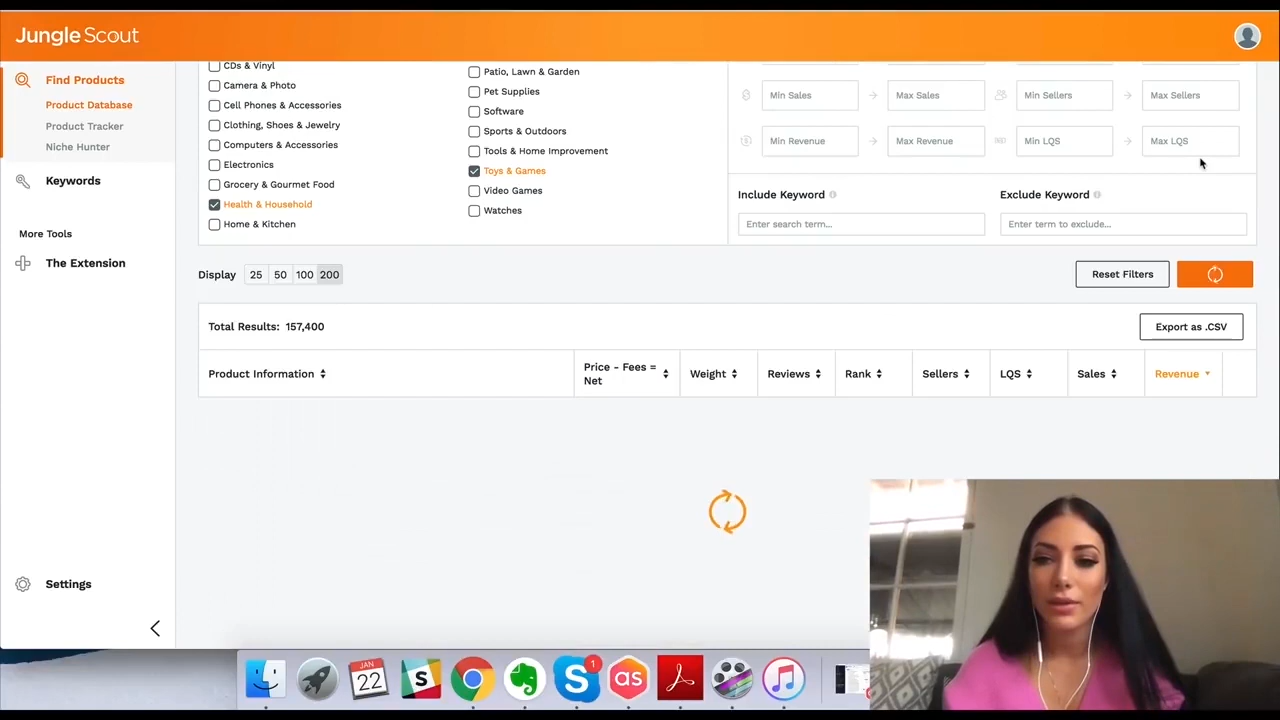 Jungle Scout
Find Products
Product Database
Product Tracker
Niche Hunter
Keywords
More Tools
The Extension
Settings
CDs & Vinyl
Camera & Photo
Cell Phones & Accessories
Clothing, Shoes & Jewelry
Computers & Accessories
Electronics
Grocery & Gourmet Food
Health & Household
Home & Kitchen
Patio, Lawn & Garden
Pet Supplies
Software
Sports & Outdoors
Tools & Home Improvement
Toys & Games
Video Games
Watches
Min Sales Max Sales Min Sellers Max Sellers
Min Revenue Max Revenue Min LQS Max LQS
Include Keyword Exclude Keyword
Enter search term... Enter term to exclude...
Display 25 50 100 200 Reset Filters
Total Results: 157,400 Export as .CSV
Product Information Price - Fees = Net Weight Reviews Rank Sellers LQS Sales Revenue
JAN
22
S
1
as